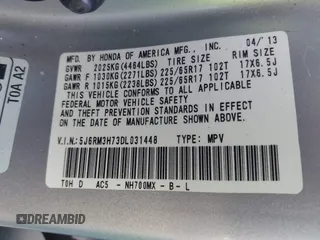 MFD. BY HONDA OF AMERICA MFG., INC. 04/'13
GVWR 2025KG(4464LBS) TIRE SIZE RIM SIZE
GAWR F 1030KG(2271LBS) 225/65R17 102T 17X6.5J
GAWR R 1015KG(2238LBS) 225/65R17 102T 17X6.5J
THIS VEHICLE CONFORMS TO ALL APPLICABLE
FEDERAL MOTOR VEHICLE SAFETY AND
THEFT PREVENTION STANDARDS IN EFFECT ON
THE DATE OF MANUFACTURE SHOWN ABOVE.
V.I.N.:5J6RM3H73DL031448 TYPE: MPV
T0H D AC5 - NH700MX - B - L
T0A A2
DREAMBID